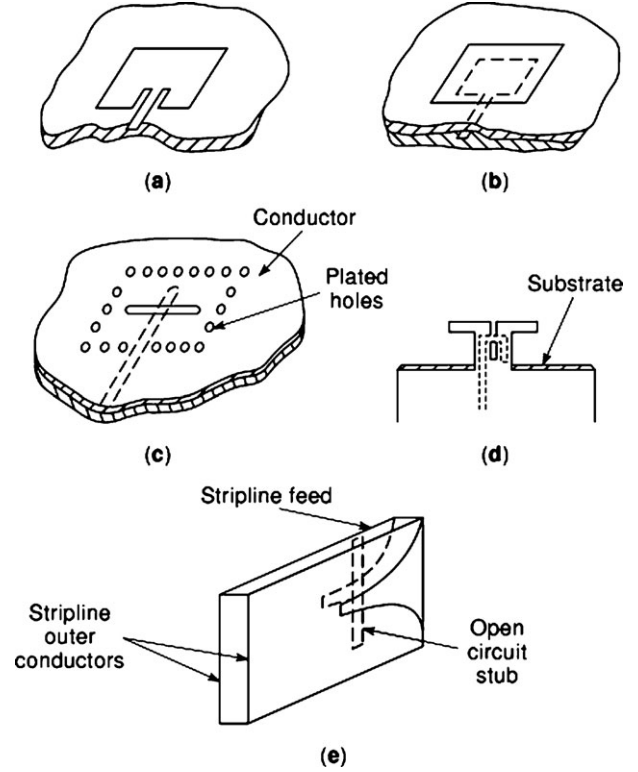 (a)
(b)
Conductor
Plated
holes
(c)
Substrate
(d)
Stripline feed
Stripline
outer
conductors
Open
circuit
stub
(e)